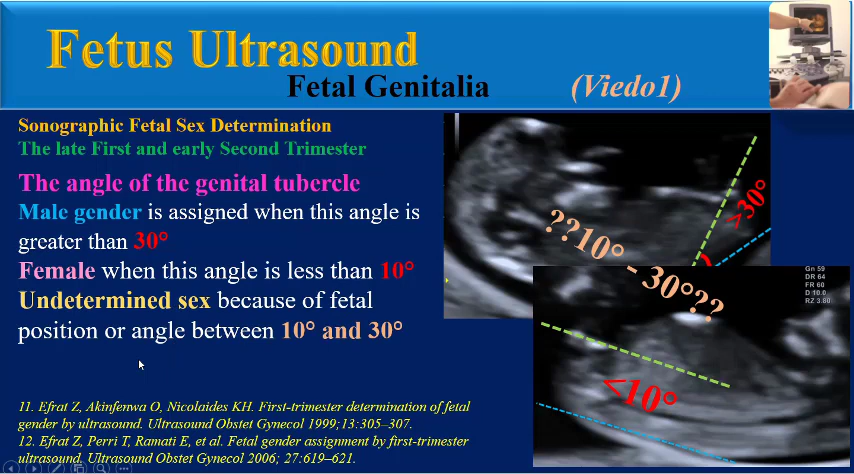 Fetus Ultrasound
Fetal Genitalia
(Viedo1)
Sonographic Fetal Sex Determination
The late First and early Second Trimester
The angle of the genital tubercle
Male gender is assigned when this angle is
greater than 30°
Female when this angle is less than 10°
Undetermined sex because of fetal
position or angle between 10° and 30°
11. Efrat Z, Akinfenwa O, Nicolaides KH. First-trimester determination of fetal
gender by ultrasound. Ultrasound Obstet Gynecol 1999;13:305–307.
12. Efrat Z, Perri T, Ramati E, et al. Fetal gender assignment by first-trimester
ultrasound. Ultrasound Obstet Gynecol 2006; 27:619–621.
>30°
??10° - 30°??
Gn 59
DR 64
FR 60
D 10.0
RZ 3.60
<10°